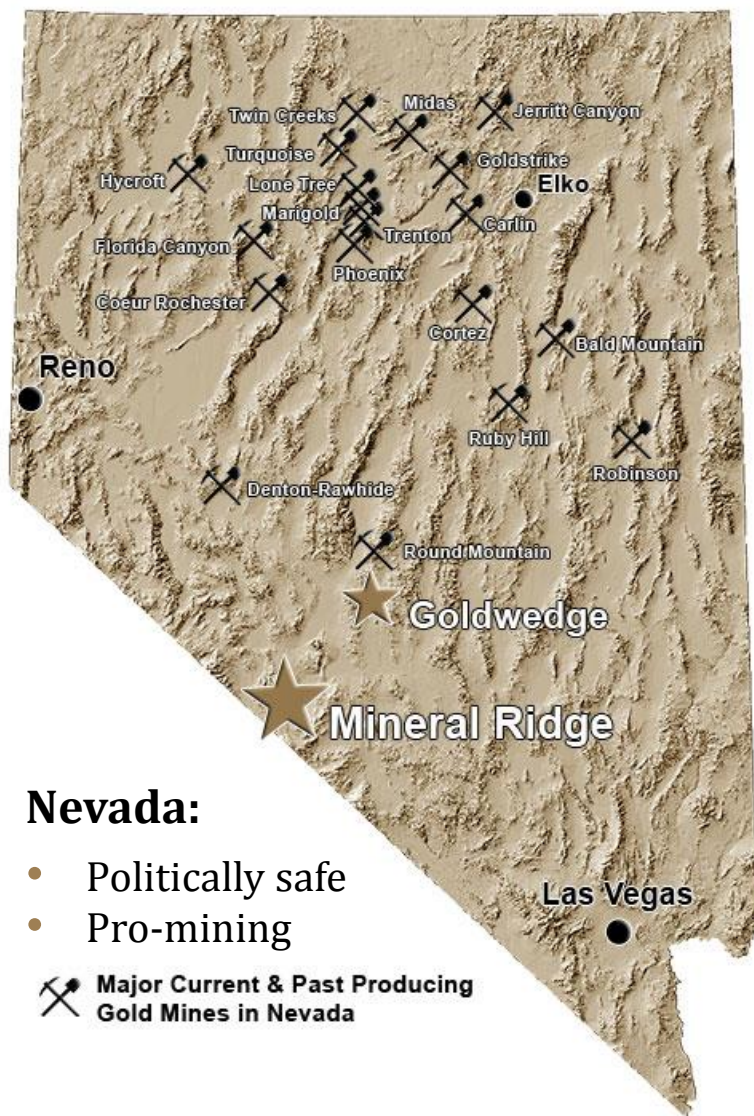 Midas
Twin Creeks
Jerritt Canyon
Turquoise
Goldstrike
Hycroft
Lone Tree
Elko
Marigold
Carlin
Trenton
Florida Canyon
Phoenix
Coeur Rochester
Cortez
Bald Mountain
Reno
Ruby Hill
Robinson
Denton-Rawhide
Round Mountain
Goldwedge
Mineral Ridge
Nevada:
• Politically safe
• Pro-mining
Las Vegas
Major Current & Past Producing
Gold Mines in Nevada